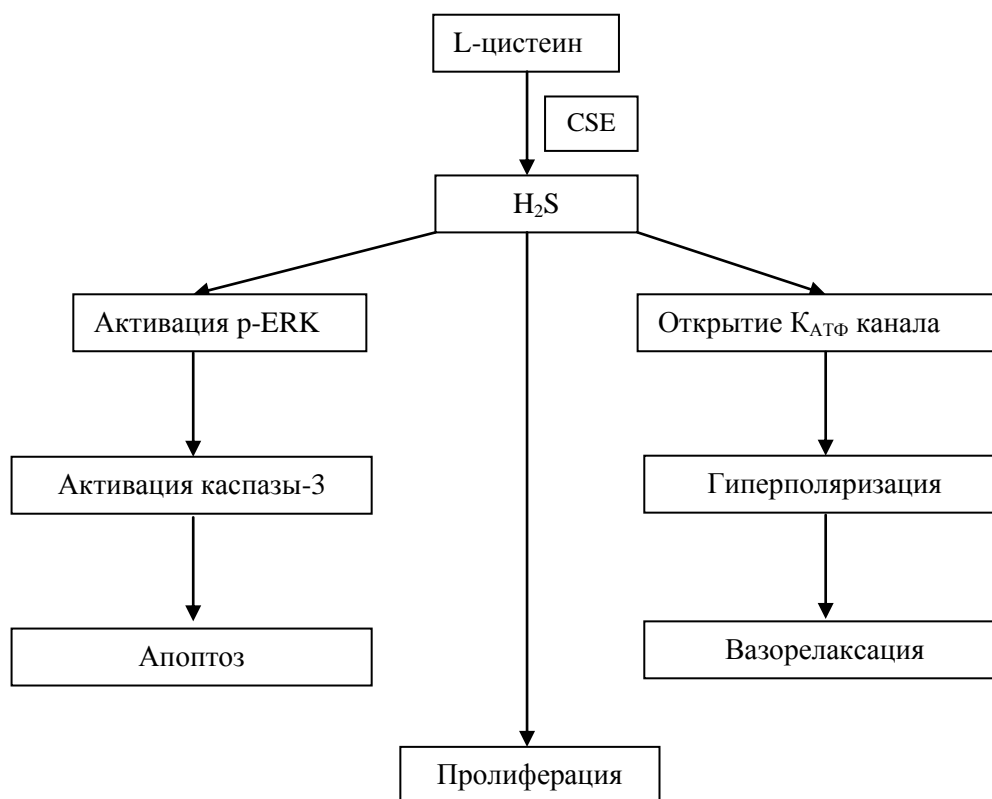 L-цистеин
CSE
H₂S
Активация p-ERK
Открытие K_АТФ канала
Активация каспазы-3
Гиперполяризация
Апоптоз
Вазорелаксация
Пролиферация